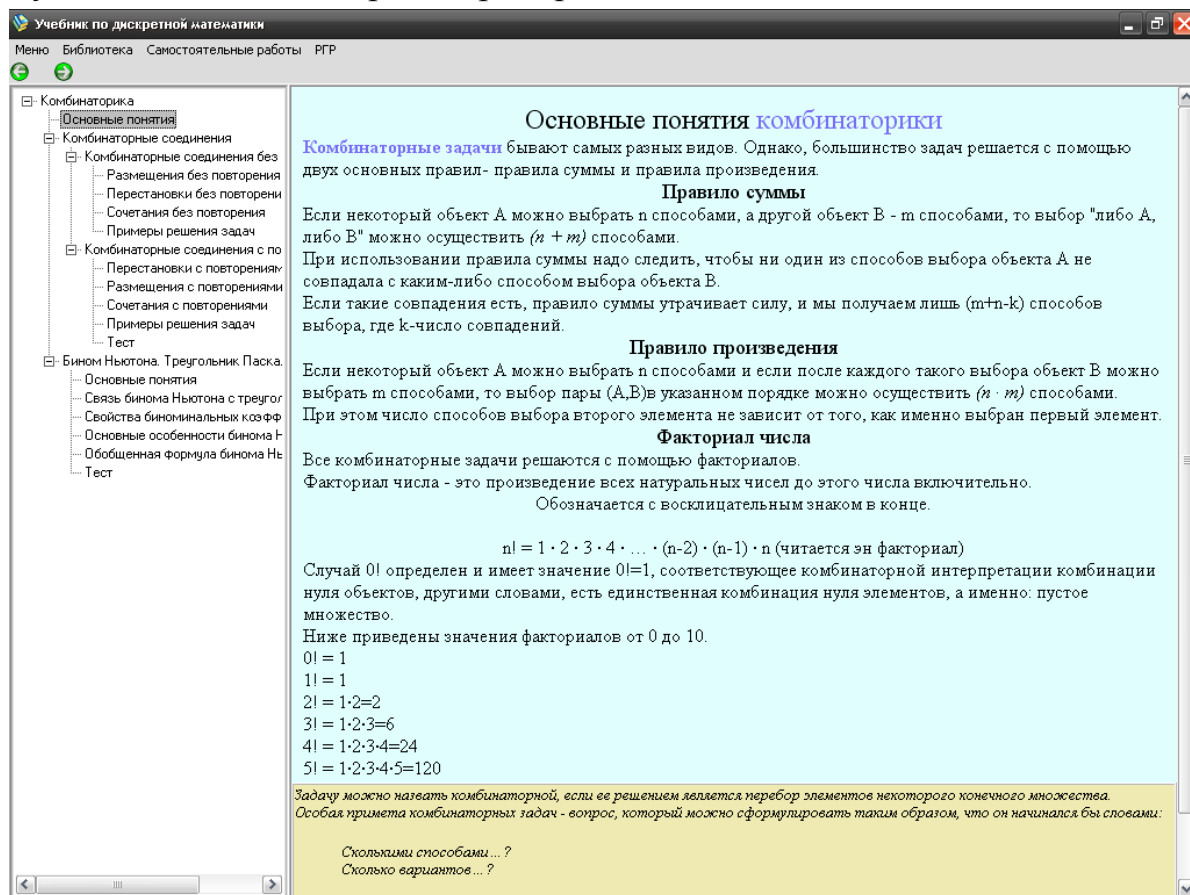 Учебник по дискретной математики
Меню Библиотека Самостоятельные работы РГР
Комбинаторика
Основные понятия
Комбинаторные соединения
Комбинаторные соединения без
Размещения без повторения
Перестановки без повторени
Сочетания без повторения
Примеры решения задач
Комбинаторные соединения с по
Перестановки с повторениям
Размещения с повторениями
Сочетания с повторениями
Примеры решения задач
Тест
Бином Ньютона. Треугольник Паска.
Основные понятия
Связь бинома Ньютона с треугол
Свойства биноминальных коэфф
Основные особенности бинома Н
Обобщенная формула бинома Нь
Тест
Основные понятия комбинаторики
Комбинаторные задачи бывают самых разных видов. Однако, большинство задач решается с помощью
двух основных правил- правила суммы и правила произведения.
Правило суммы
Если некоторый объект А можно выбрать n способами, а другой объект В - m способами, то выбор "либо А,
либо В" можно осуществить (n + m) способами.
При использовании правила суммы надо следить, чтобы ни один из способов выбора объекта А не
совпадала с каким-либо способом выбора объекта В.
Если такие совпадения есть, правило суммы утрачивает силу, и мы получаем лишь (m+n-k) способов
выбора, где k-число совпадений.
Правило произведения
Если некоторый объект А можно выбрать n способами и если после каждого такого выбора объект В можно
выбрать m способами, то выбор пары (А,В)в указанном порядке можно осуществить (n · m) способами.
При этом число способов выбора второго элемента не зависит от того, как именно выбран первый элемент.
Факториал числа
Все комбинаторные задачи решаются с помощью факториалов.
Факториал числа - это произведение всех натуральных чисел до этого числа включительно.
Обозначается с восклицательным знаком в конце.
n! = 1 · 2 · 3 · 4 · … · (n-2) · (n-1) · n (читается эн факториал)
Случай 0! определен и имеет значение 0!=1, соответствующее комбинаторной интерпретации комбинации
нуля объектов, другими словами, есть единственная комбинация нуля элементов, а именно: пустое
множество.
Ниже приведены значения факториалов от 0 до 10.
0! = 1
1! = 1
2! = 1·2=2
3! = 1·2·3=6
4! = 1·2·3·4=24
5! = 1·2·3·4·5=120
Задачу можно назвать комбинаторной, если ее решением является перебор элементов некоторого конечного множества.
Особая примета комбинаторных задач - вопрос, который можно сформулировать таким образом, что он начинался бы словами:
Сколькими способами…?
Сколько вариантов…?